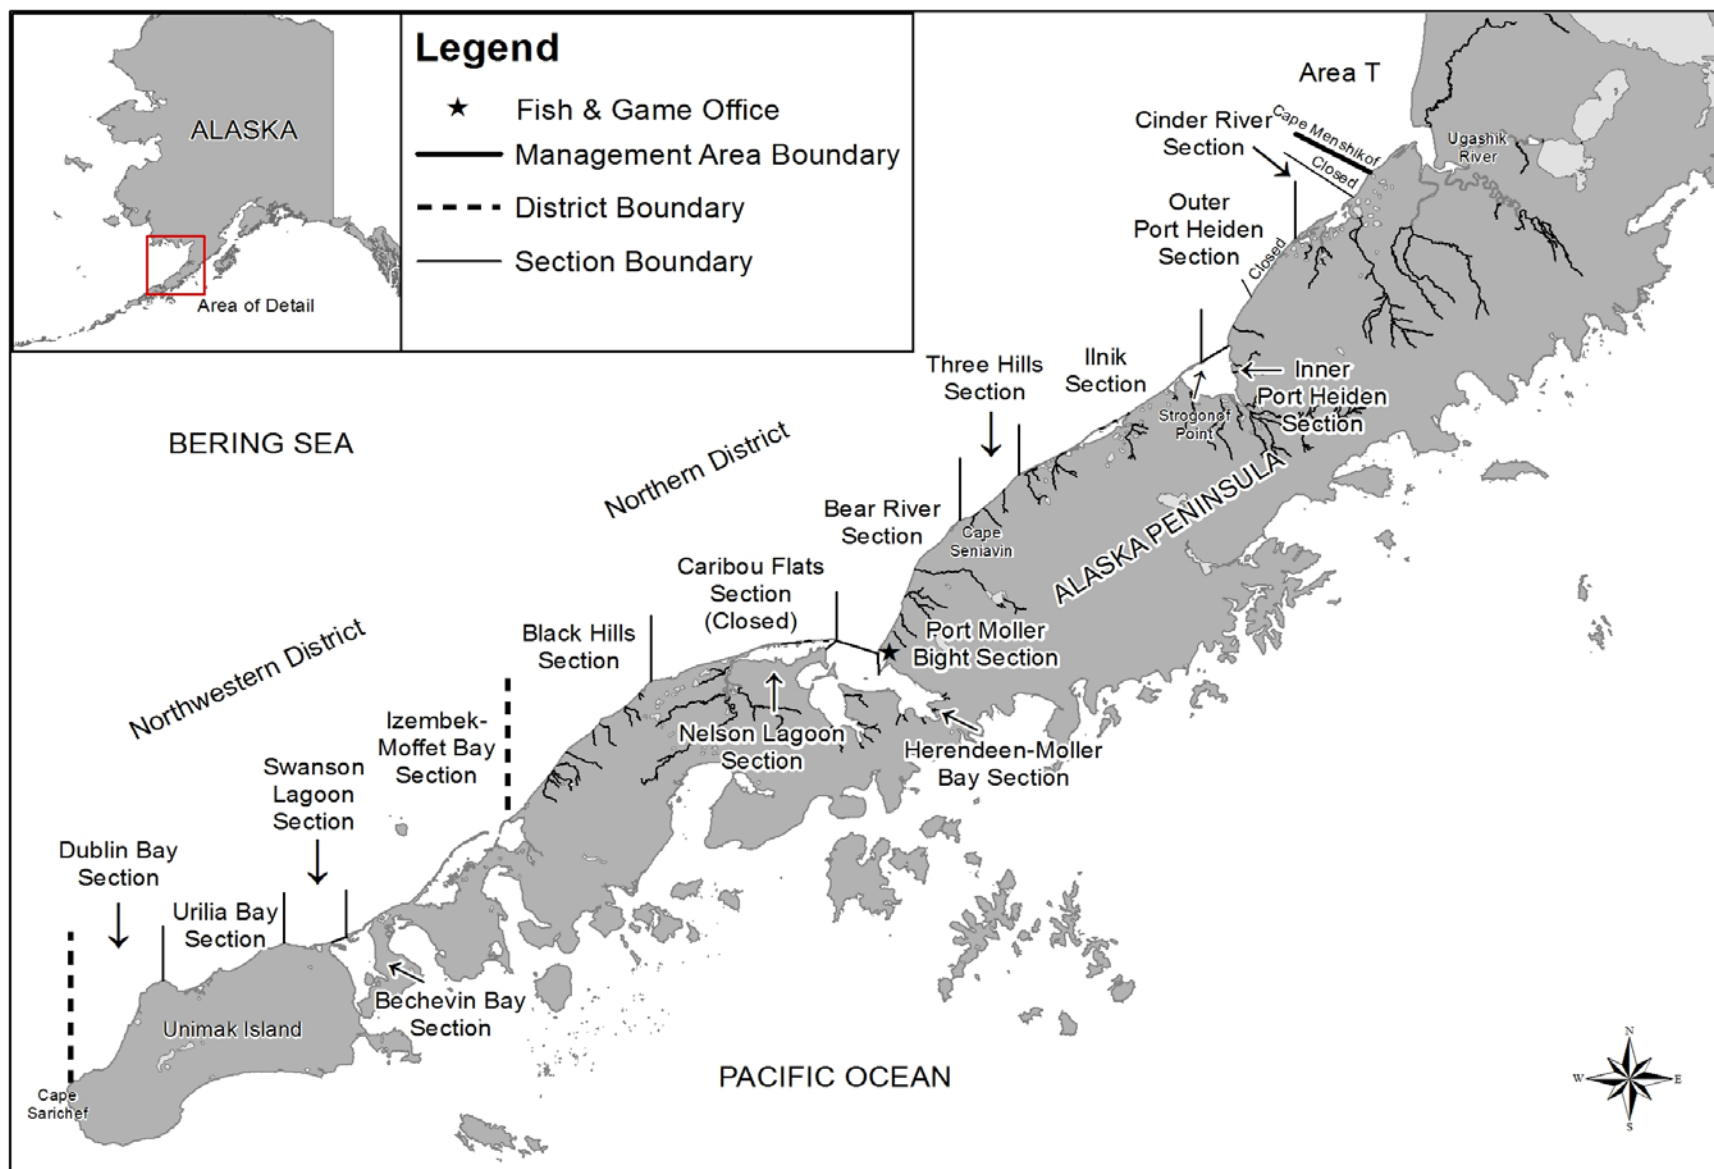 ALASKA
Area of Detail
Legend
Fish & Game Office
Management Area Boundary
District Boundary
Section Boundary
Area T
Cinder River
Section
Cape Menshikof
Closed
Ugashik
River
Outer
Port Heiden
Section
Closed
Three Hills
Section
Ilnik
Section
Inner
Port Heiden
Section
Strogonof
Point
BERING SEA
Northern District
Bear River
Section
Cape
Seniavin
ALASKA PENINSULA
Caribou Flats
Section
(Closed)
Black Hills
Section
Port Moller
Bight Section
Northwestern District
Izembek-
Moffet Bay
Section
Nelson Lagoon
Section
Herendeen-Moller
Bay Section
Swanson
Lagoon
Section
Dublin Bay
Section
Urilia Bay
Section
Bechevin Bay
Section
Unimak Island
Cape
Sarichef
PACIFIC OCEAN
N
W
E
S